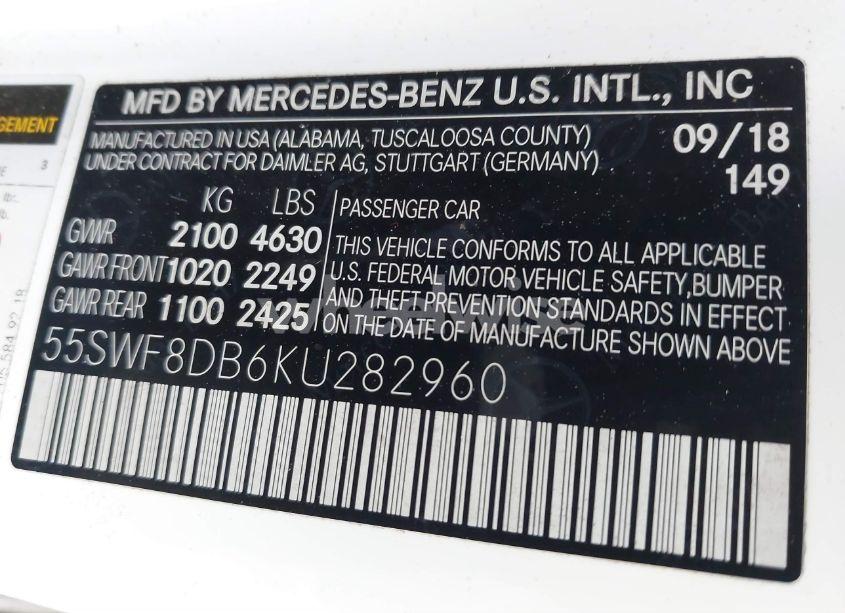 GEMENT
3
MFD BY MERCEDES-BENZ U.S. INTL., INC
MANUFACTURED IN USA (ALABAMA, TUSCALOOSA COUNTY)
UNDER CONTRACT FOR DAIMLER AG, STUTTGART (GERMANY)
09/18
149
KG LBS
GVWR 2100 4630
GAWR FRONT 1020 2249
GAWR REAR 1100 2425
PASSENGER CAR
THIS VEHICLE CONFORMS TO ALL APPLICABLE
U.S. FEDERAL MOTOR VEHICLE SAFETY,BUMPER
AND THEFT PREVENTION STANDARDS IN EFFECT
ON THE DATE OF MANUFACTURE SHOWN ABOVE
55SWF8DB6KU282960